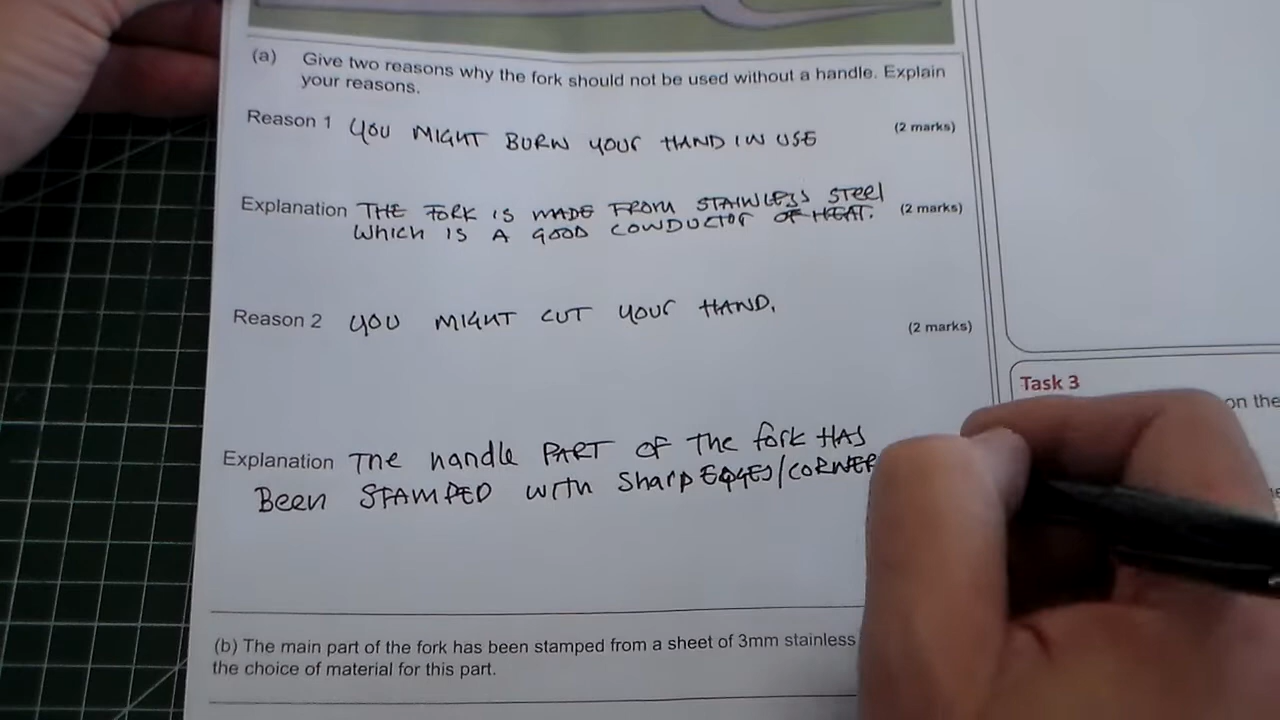 (a) Give two reasons why the fork should not be used without a handle. Explain
your reasons.
Reason 1 YOU MIGHT BURN YOUR HAND IN USE (2 marks)
Explanation THE FORK IS MADE FROM STAINLESS STEEL (2 marks)
WHICH IS A GOOD CONDUCTOR OF HEAT.
Reason 2 YOU MIGHT CUT YOUR HAND.
(2 marks)
Explanation THE handle PART OF THE fork HAS
Been STAMPED with Sharp EDGES/CORNER
(b) The main part of the fork has been stamped from a sheet of 3mm stainless
the choice of material for this part.
Task 3
on the